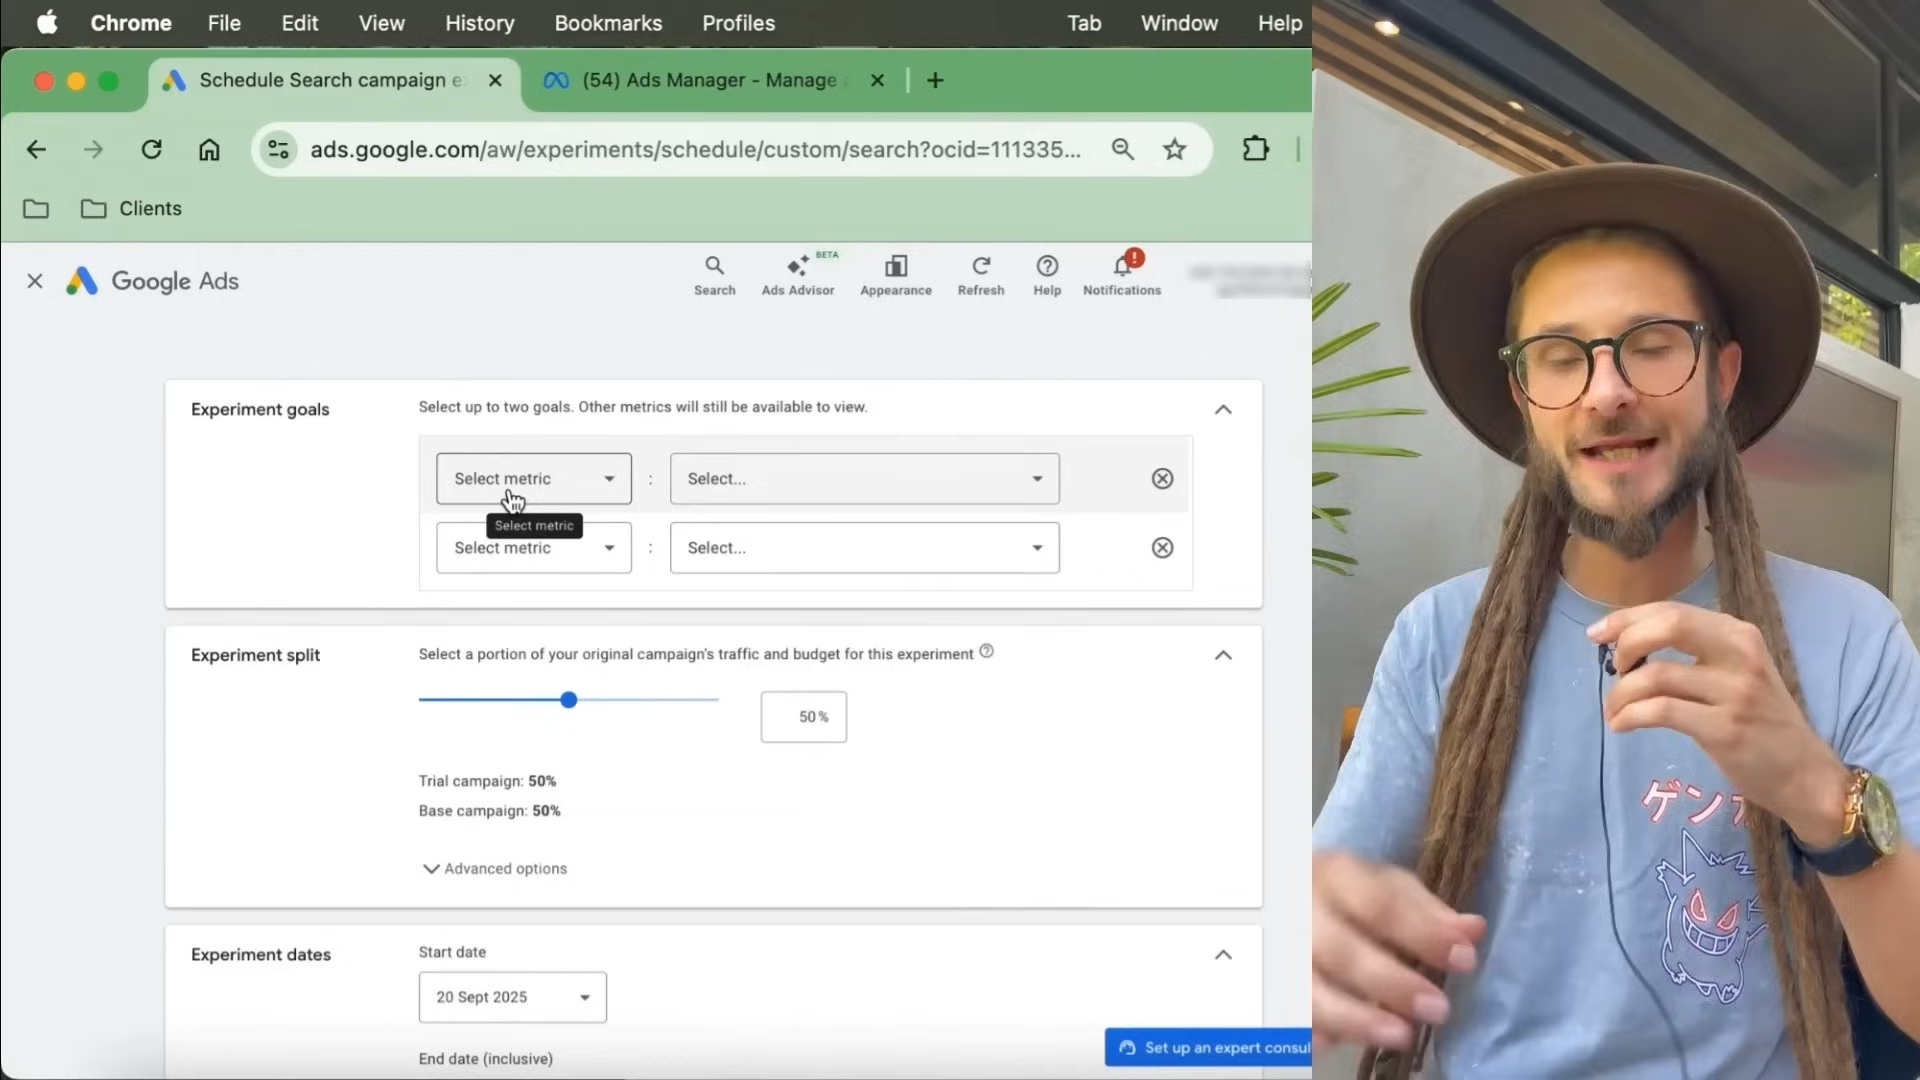 Chrome File Edit View History Bookmarks Profiles Tab Window Help
Schedule Search campaign e
(54) Ads Manager - Manage
ads.google.com/aw/experiments/schedule/custom/search?ocid=111335...
Clients
Google Ads
Search
BETA
Ads Advisor
Appearance
Refresh
Help
Notifications
Experiment goals
Select up to two goals. Other metrics will still be available to view.
Select metric : Select...
Select metric
Select metric : Select...
Experiment split
Select a portion of your original campaign's traffic and budget for this experiment
50 %
Trial campaign: 50%
Base campaign: 50%
Advanced options
Experiment dates
Start date
20 Sept 2025
End date (inclusive)
Set up an expert consul
ゲン